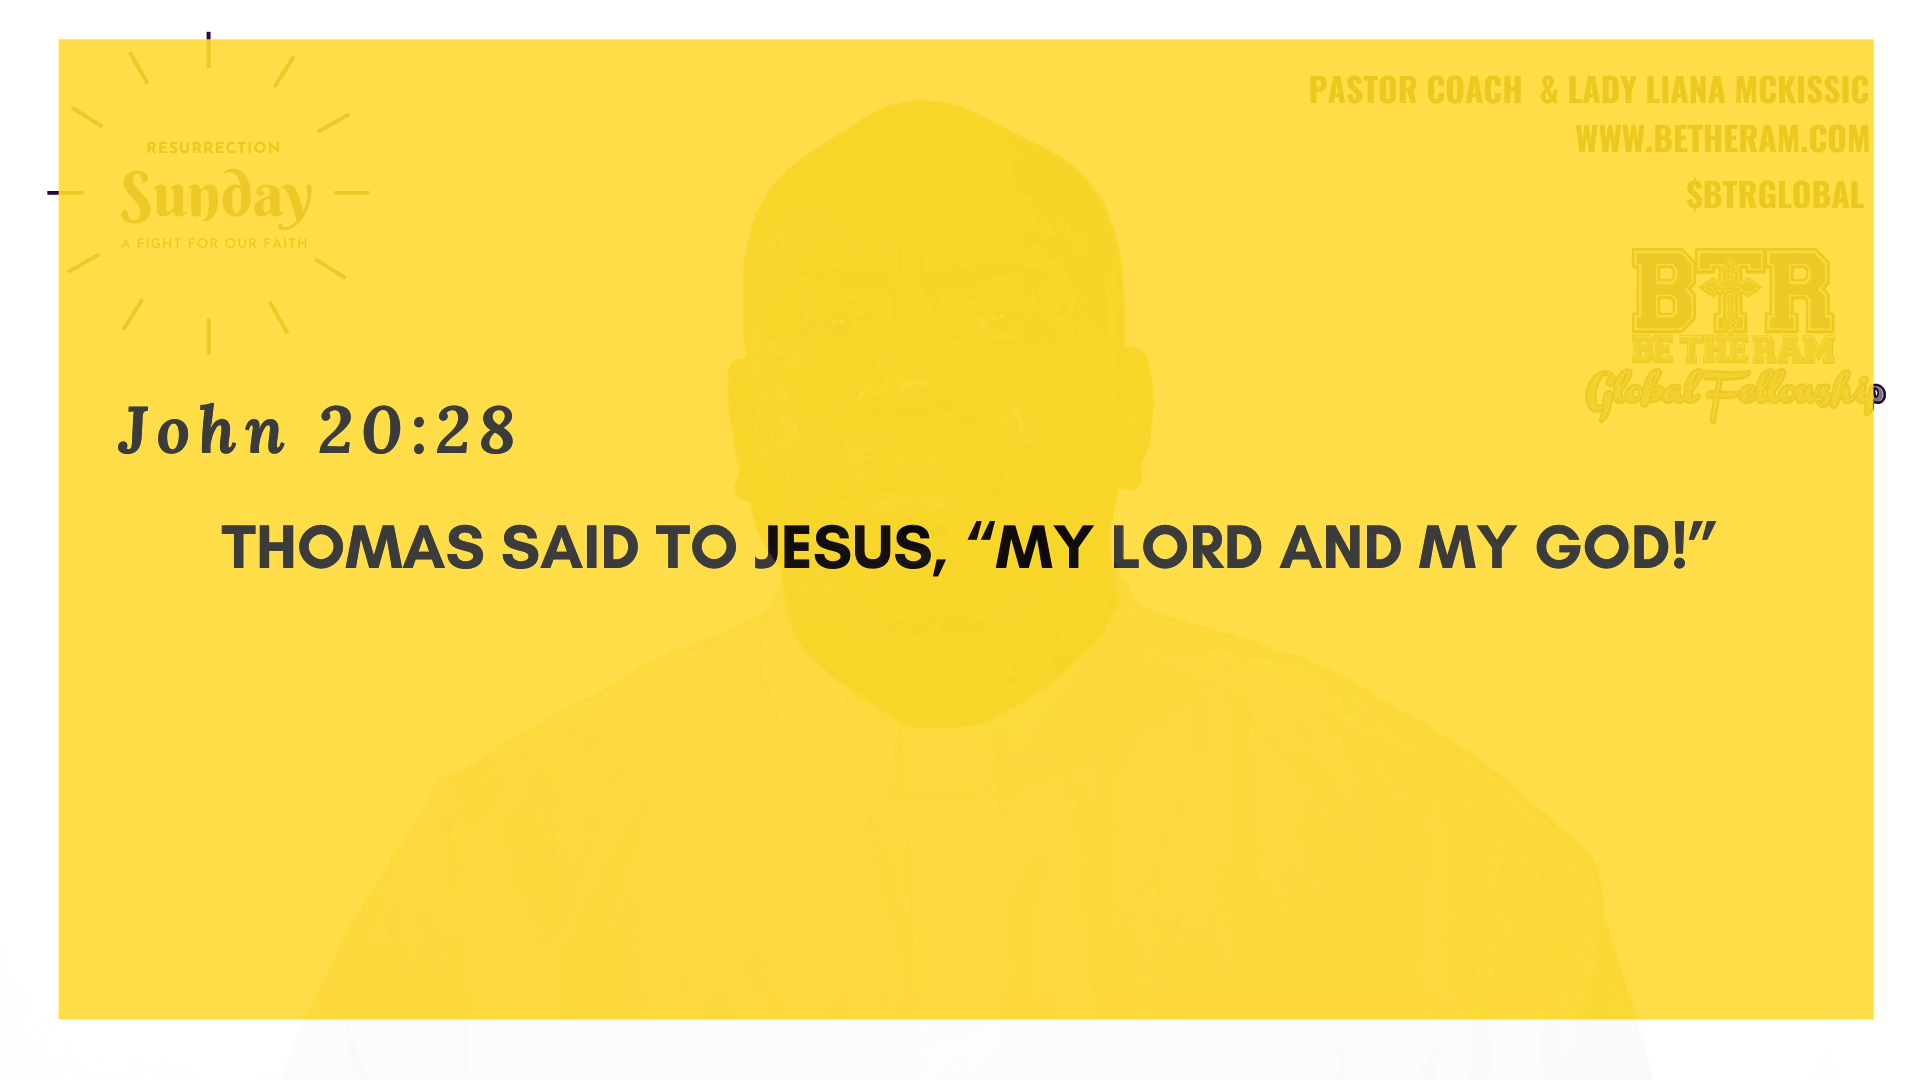 RESURRECTION
Sunday
A FIGHT FOR OUR FAITH
PASTOR COACH & LADY LIANA MCKISSIC
WWW.BETHERAM.COM
$BTRGLOBAL
BTR
BE THE RAM
Global Fellowship
John 20:28
THOMAS SAID TO JESUS, “MY LORD AND MY GOD!”